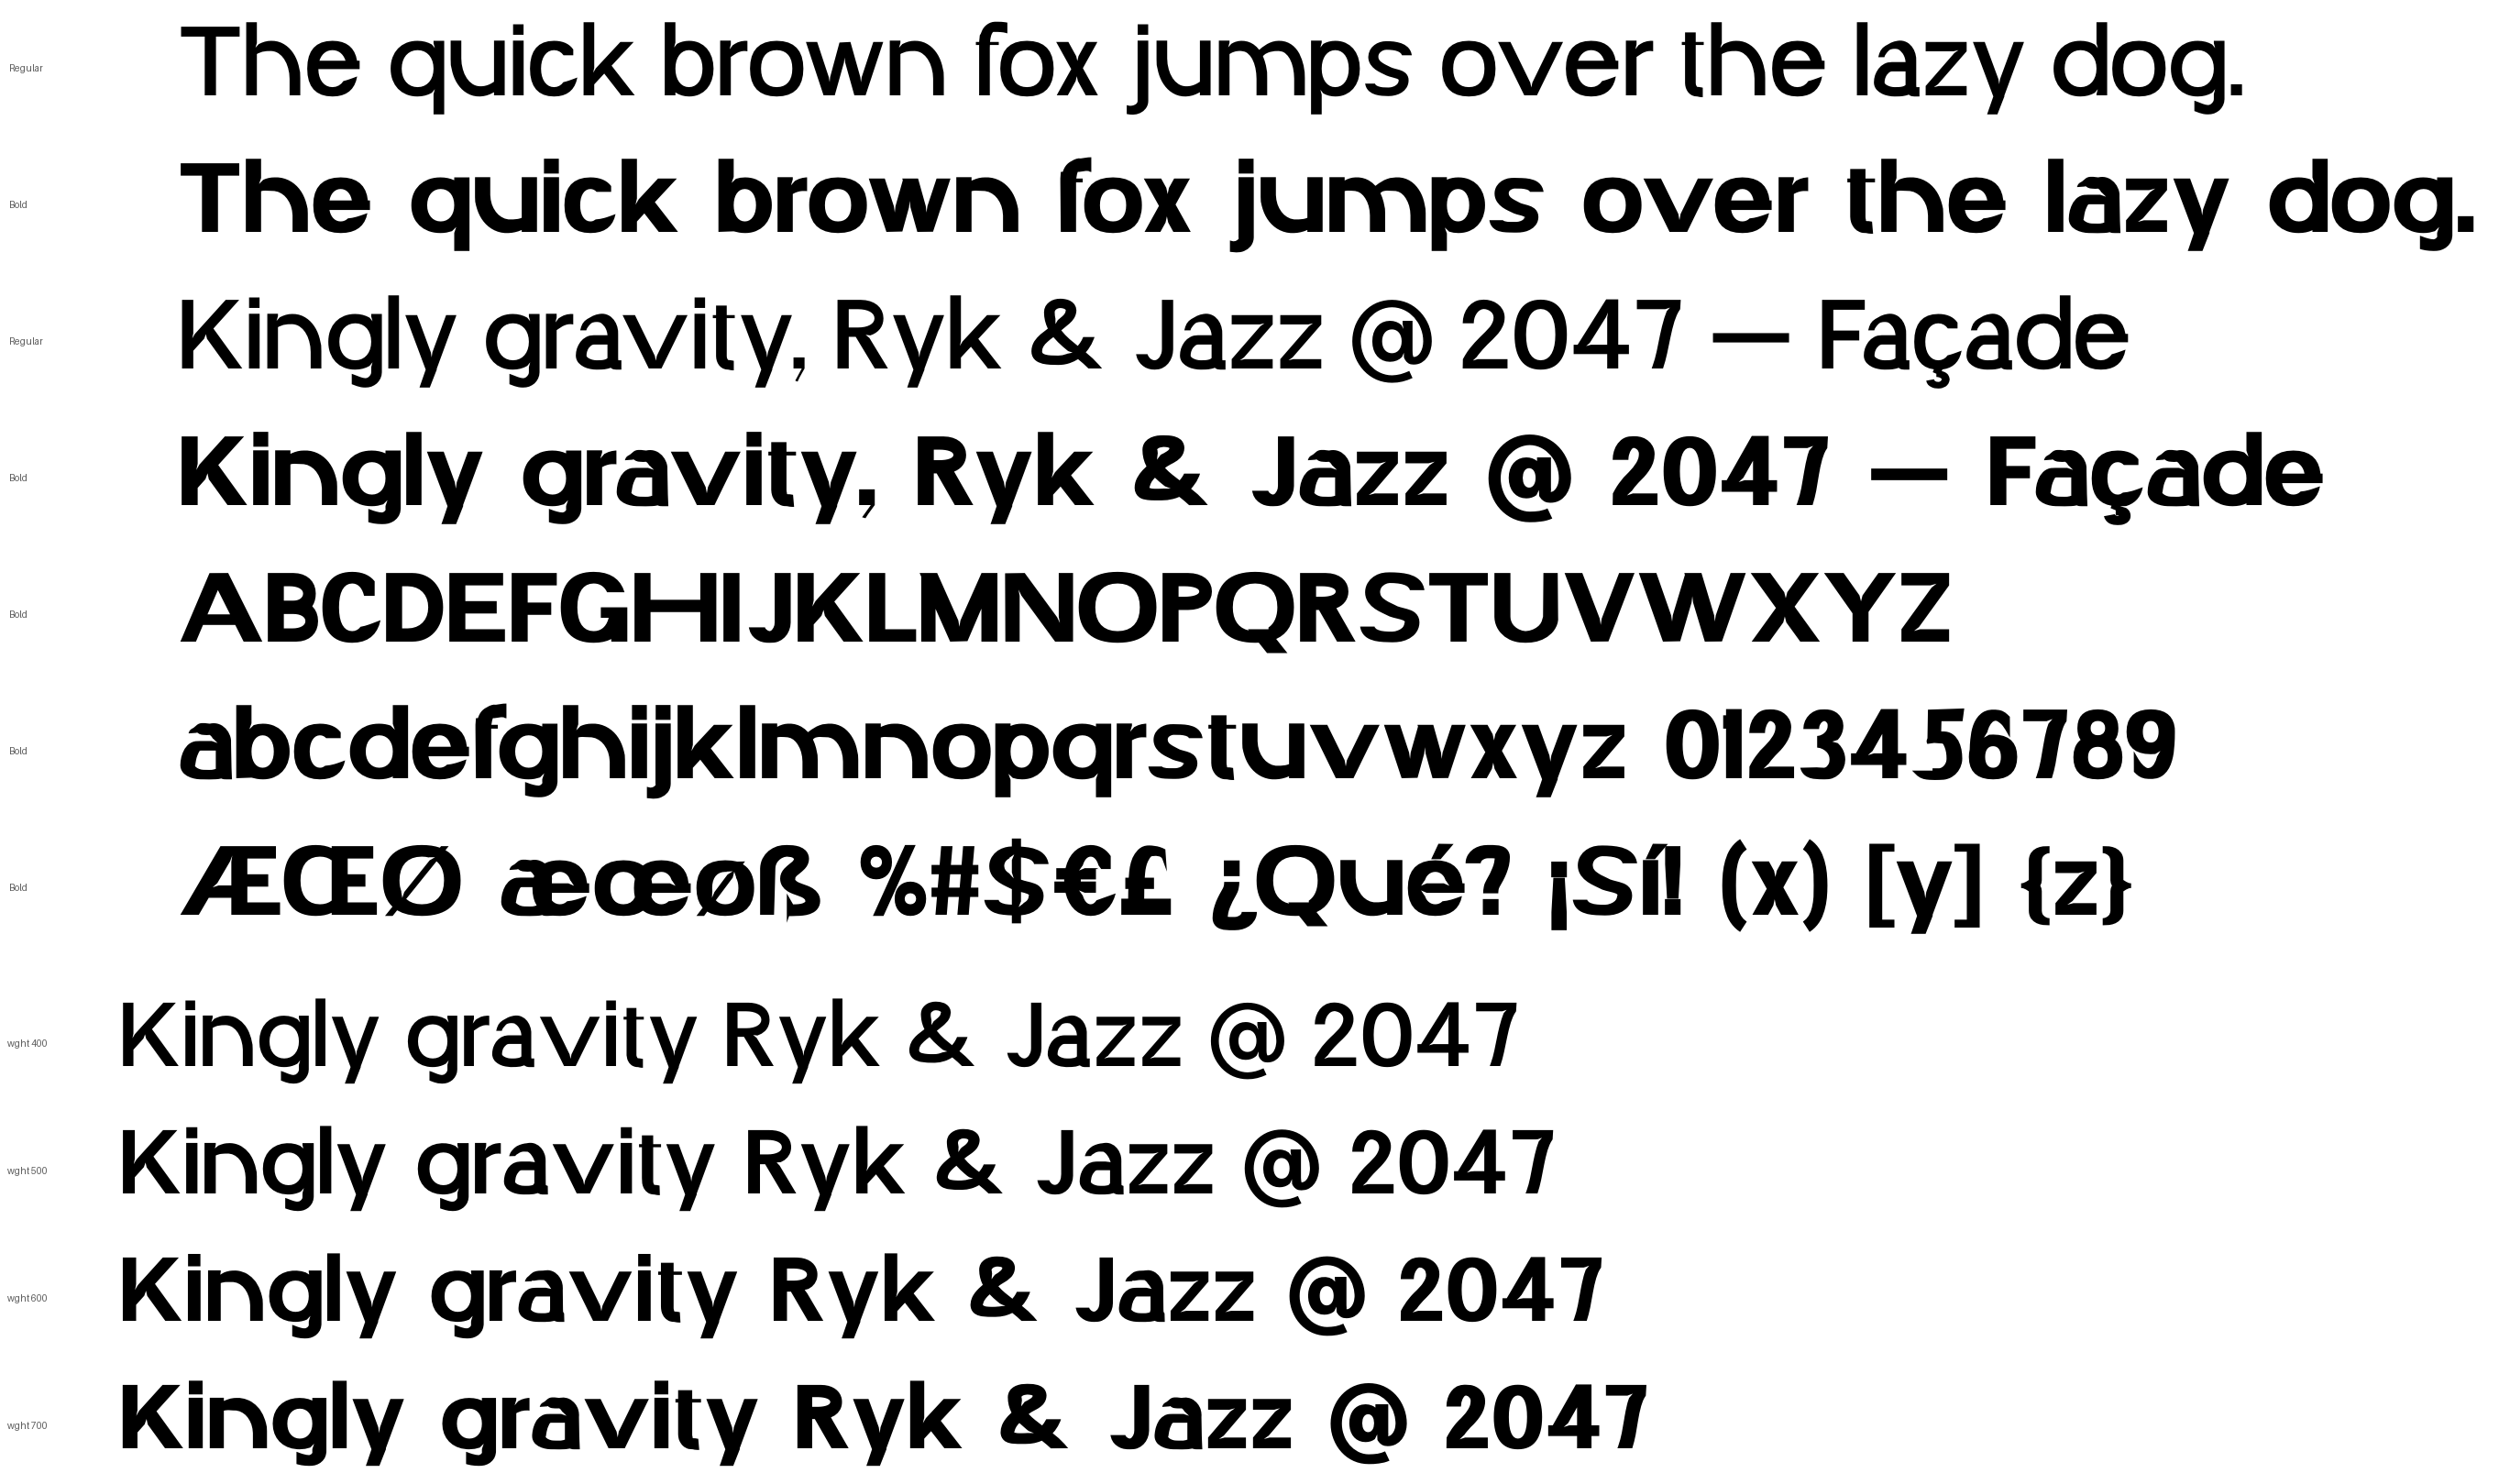 Regular The quick brown fox jumps over the lazy dog.
Bold The quick brown fox jumps over the lazy dog.
Regular Kingly gravity, Ryk & Jazz @ 2047 — Façade
Bold Kingly gravity, Ryk & Jazz @ 2047 — Façade
Bold ABCDEFGHIJKLMNOPQRSTUVWXYZ
Bold abcdefghijklmnopqrstuvwxyz 0123456789
Bold ÆŒØ æœøß %#$€£ ¿Qué? ¡Sí! (x) [y] {z}
wght 400 Kingly gravity Ryk & Jazz @ 2047
wght 500 Kingly gravity Ryk & Jazz @ 2047
wght 600 Kingly gravity Ryk & Jazz @ 2047
wght 700 Kingly gravity Ryk & Jazz @ 2047